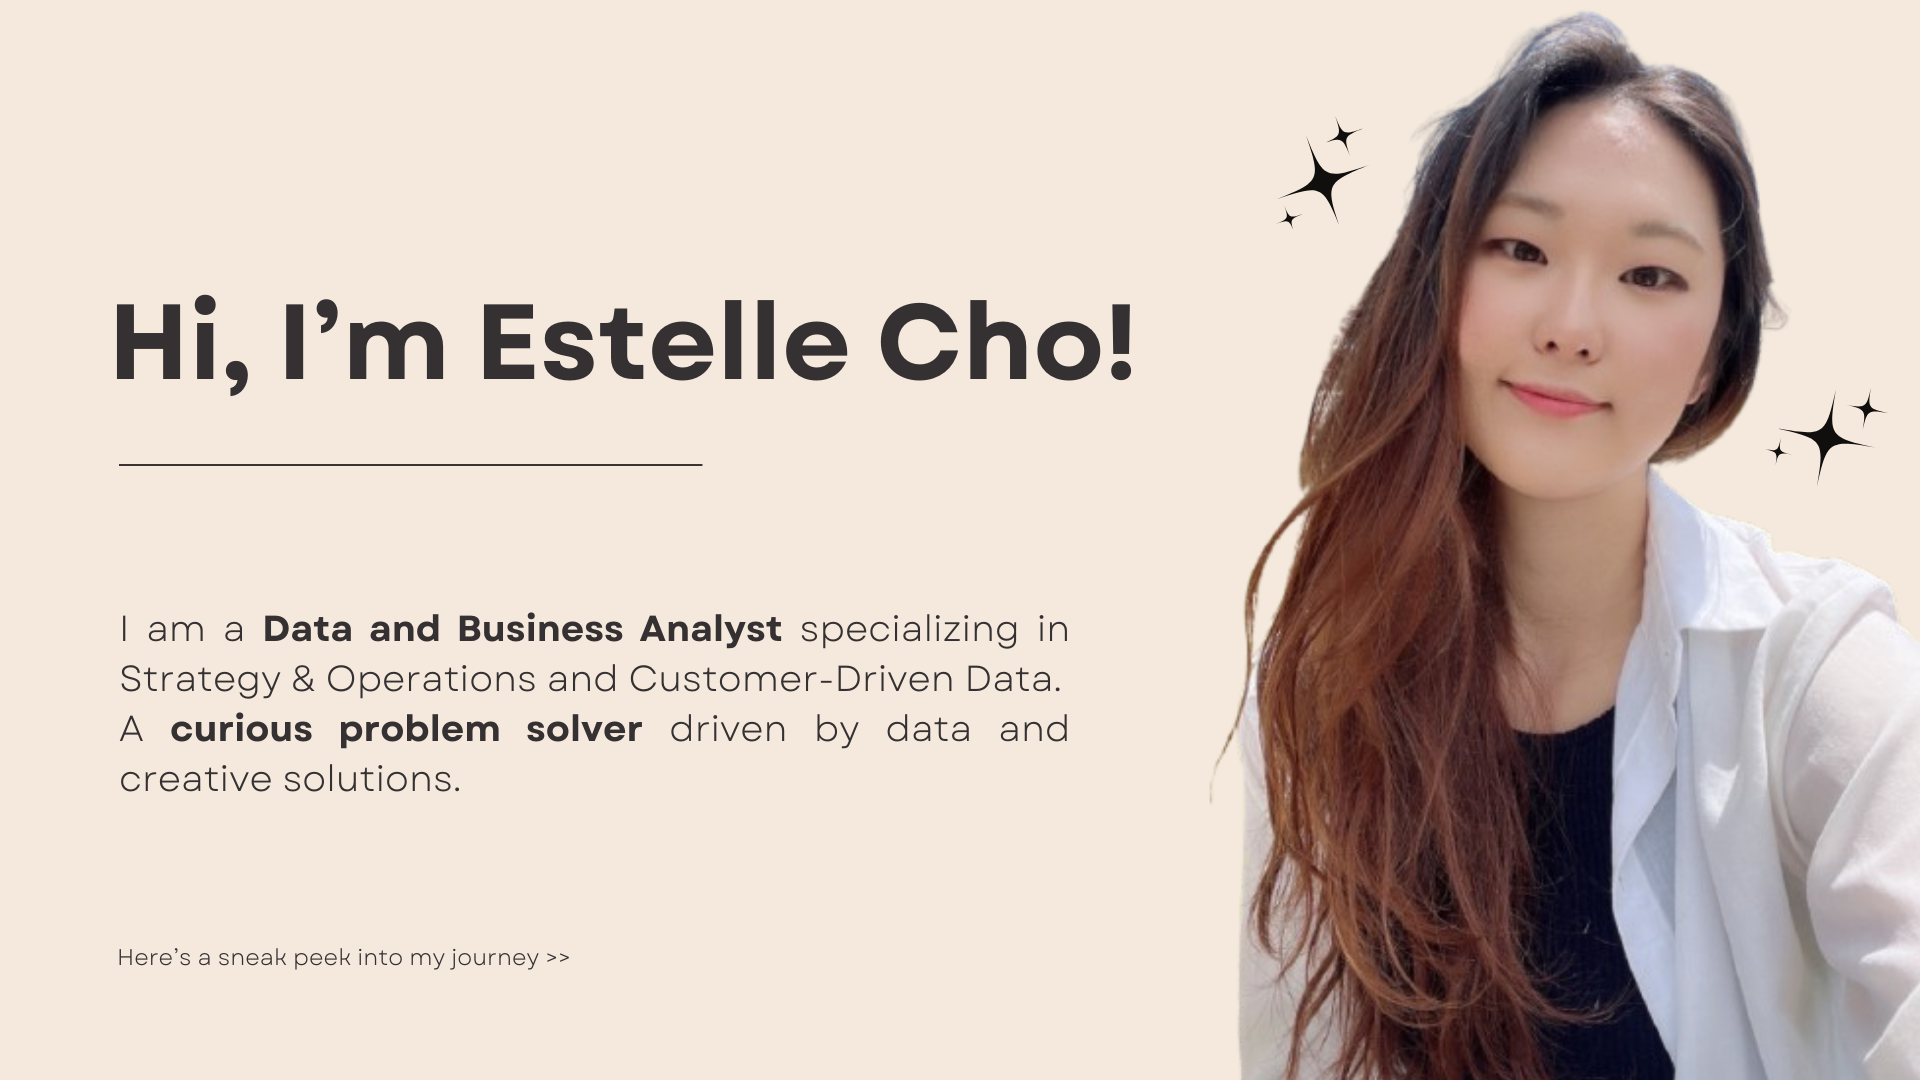 Hi, I’m Estelle Cho!
I am a Data and Business Analyst specializing in
Strategy & Operations and Customer-Driven Data.
A curious problem solver driven by data and
creative solutions.
Here’s a sneak peek into my journey >>